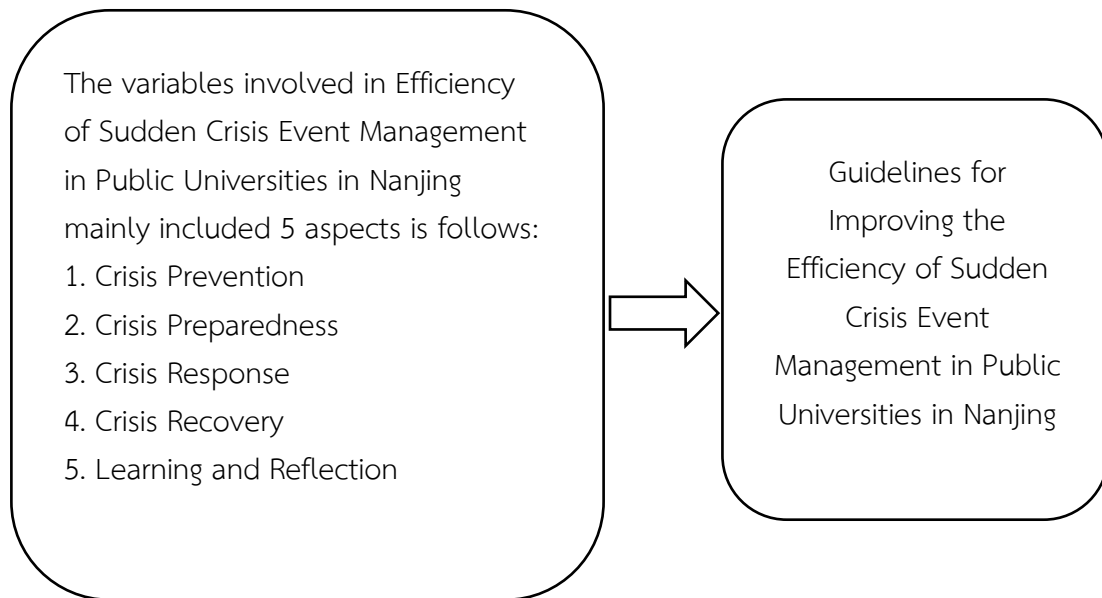 The variables involved in Efficiency
of Sudden Crisis Event Management
in Public Universities in Nanjing
mainly included 5 aspects is follows:
1. Crisis Prevention
2. Crisis Preparedness
3. Crisis Response
4. Crisis Recovery
5. Learning and Reflection
Guidelines for
Improving the
Efficiency of Sudden
Crisis Event
Management in Public
Universities in Nanjing